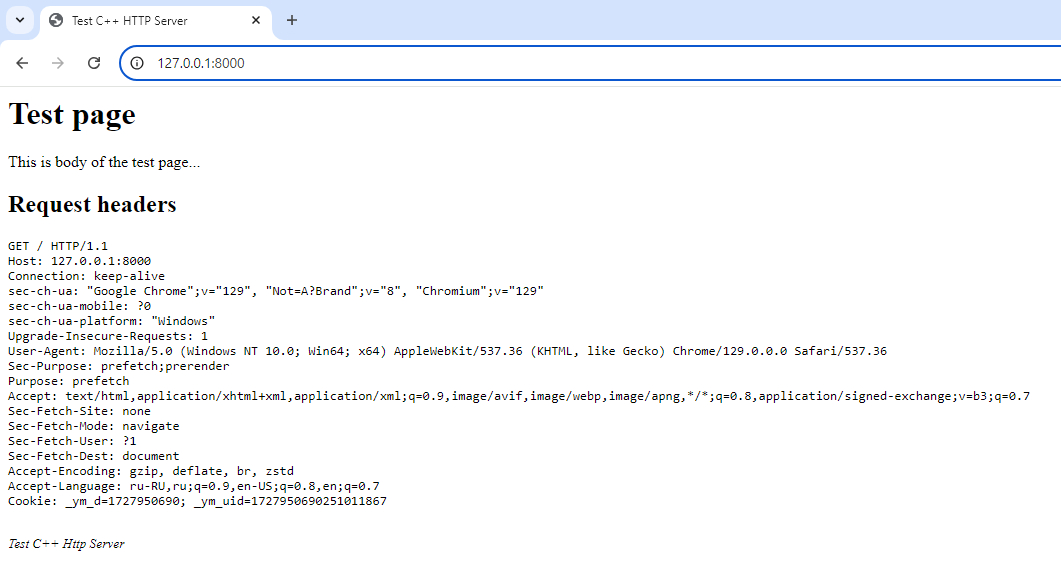 Test C++ HTTP Server
127.0.0.1:8000
Test page
This is body of the test page...
Request headers
GET / HTTP/1.1
Host: 127.0.0.1:8000
Connection: keep-alive
sec-ch-ua: "Google Chrome";v="129", "Not=A?Brand";v="8", "Chromium";v="129"
sec-ch-ua-mobile: ?0
sec-ch-ua-platform: "Windows"
Upgrade-Insecure-Requests: 1
User-Agent: Mozilla/5.0 (Windows NT 10.0; Win64; x64) AppleWebKit/537.36 (KHTML, like Gecko) Chrome/129.0.0.0 Safari/537.36
Sec-Purpose: prefetch;prerender
Purpose: prefetch
Accept: text/html,application/xhtml+xml,application/xml;q=0.9,image/avif,image/webp,image/apng,*/*;q=0.8,application/signed-exchange;v=b3;q=0.7
Sec-Fetch-Site: none
Sec-Fetch-Mode: navigate
Sec-Fetch-User: ?1
Sec-Fetch-Dest: document
Accept-Encoding: gzip, deflate, br, zstd
Accept-Language: ru-RU,ru;q=0.9,en-US;q=0.8,en;q=0.7
Cookie: _ym_d=1727950690; _ym_uid=1727950690251011867
Test C++ Http Server